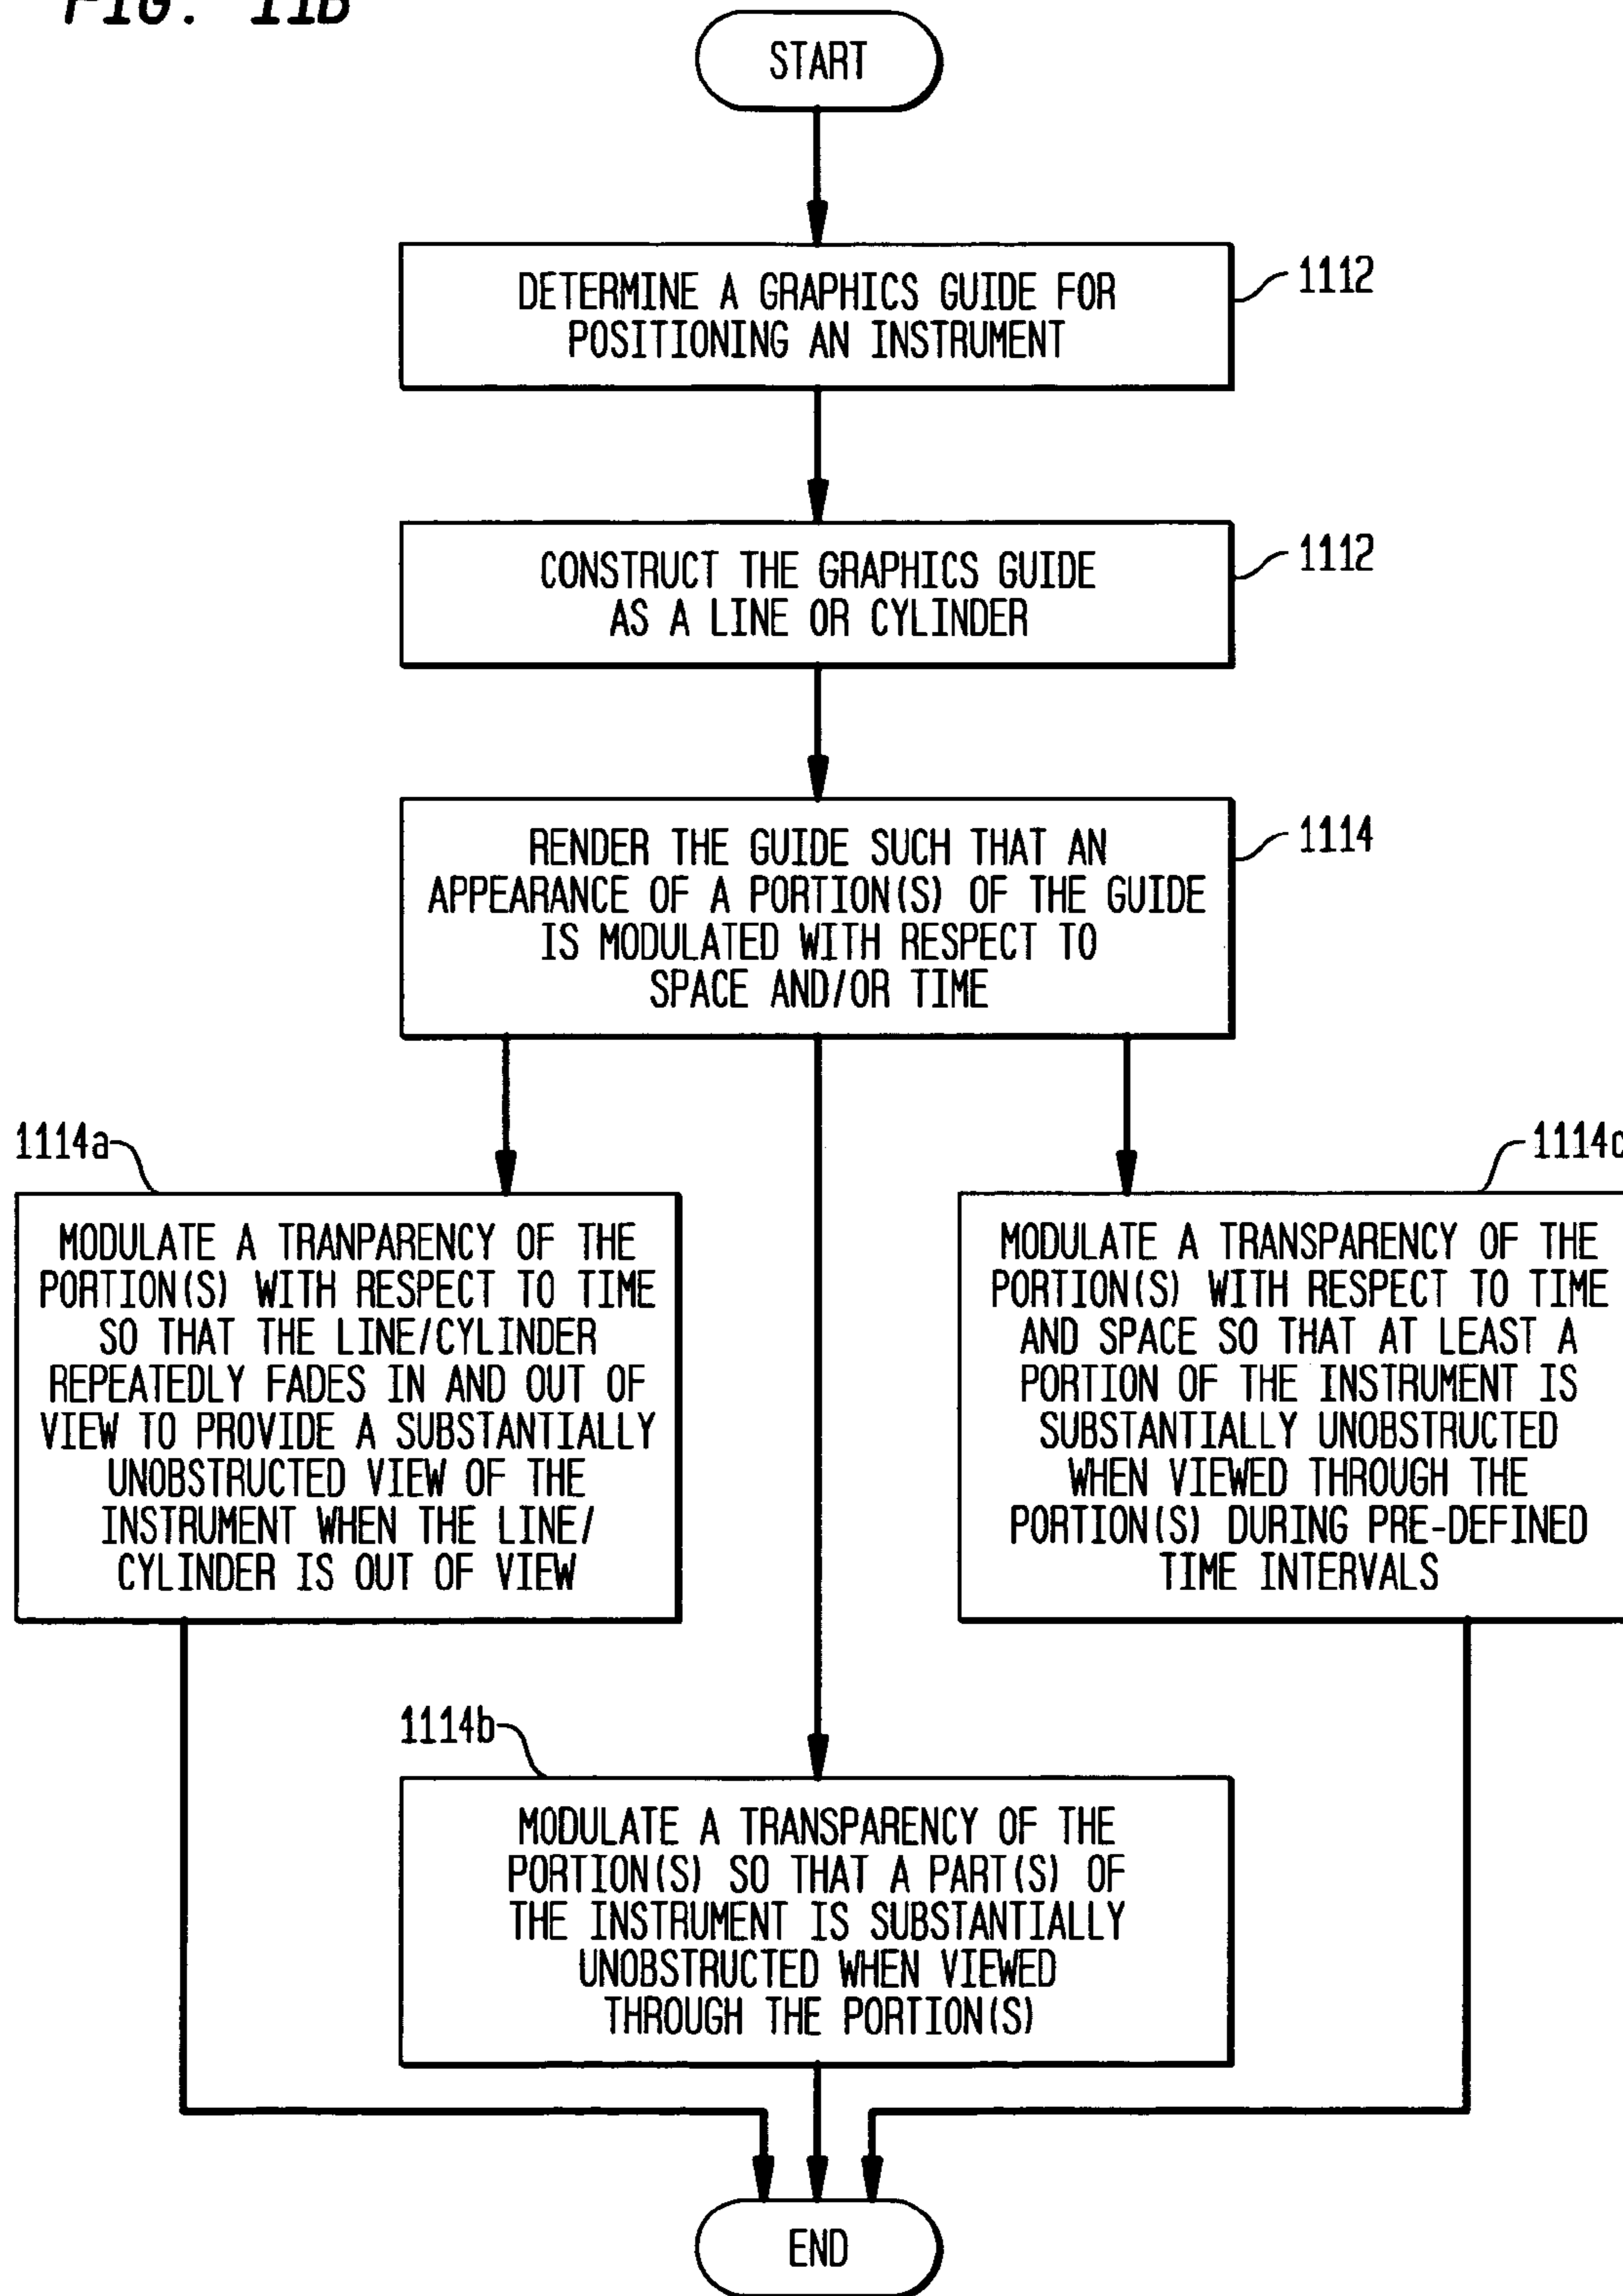 FIG. 11B
START
DETERMINE A GRAPHICS GUIDE FOR
POSITIONING AN INSTRUMENT
1112
CONSTRUCT THE GRAPHICS GUIDE
AS A LINE OR CYLINDER
1112
RENDER THE GUIDE SUCH THAT AN
APPEARANCE OF A PORTION(S) OF THE GUIDE
IS MODULATED WITH RESPECT TO
SPACE AND/OR TIME
1114
1114a
MODULATE A TRANPARENCY OF THE
PORTION(S) WITH RESPECT TO TIME
SO THAT THE LINE/CYLINDER
REPEATEDLY FADES IN AND OUT OF
VIEW TO PROVIDE A SUBSTANTIALLY
UNOBSTRUCTED VIEW OF THE
INSTRUMENT WHEN THE LINE/
CYLINDER IS OUT OF VIEW
1114c
MODULATE A TRANSPARENCY OF THE
PORTION(S) WITH RESPECT TO TIME
AND SPACE SO THAT AT LEAST A
PORTION OF THE INSTRUMENT IS
SUBSTANTIALLY UNOBSTRUCTED
WHEN VIEWED THROUGH THE
PORTION(S) DURING PRE-DEFINED
TIME INTERVALS
1114b
MODULATE A TRANSPARENCY OF THE
PORTION(S) SO THAT A PART(S) OF
THE INSTRUMENT IS SUBSTANTIALLY
UNOBSTRUCTED WHEN VIEWED
THROUGH THE PORTION(S)
END